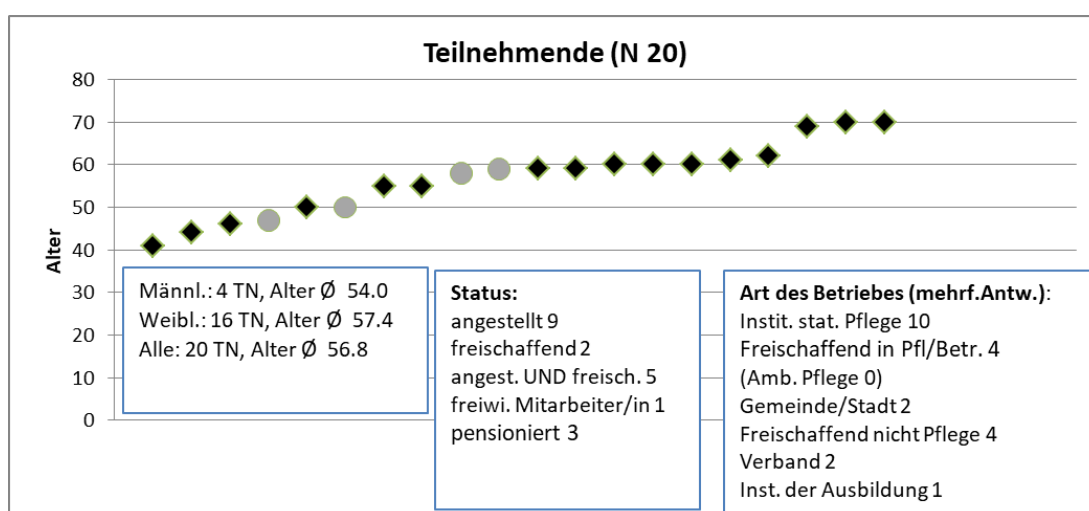 Teilnehmende (N 20)
80
70
60
50
40
30
20
10
0
Alter
Männl.: 4 TN, Alter Ø 54.0
Weibl.: 16 TN, Alter Ø 57.4
Alle: 20 TN, Alter Ø 56.8
Status:
angestellt 9
freischaffend 2
angest. UND freisch. 5
freiwi. Mitarbeiter/in 1
pensioniert 3
Art des Betriebes (mehrf.Antw.):
Instit. stat. Pflege 10
Freischaffend in Pfl/Betr. 4
(Amb. Pflege 0)
Gemeinde/Stadt 2
Freischaffend nicht Pflege 4
Verband 2
Inst. der Ausbildung 1